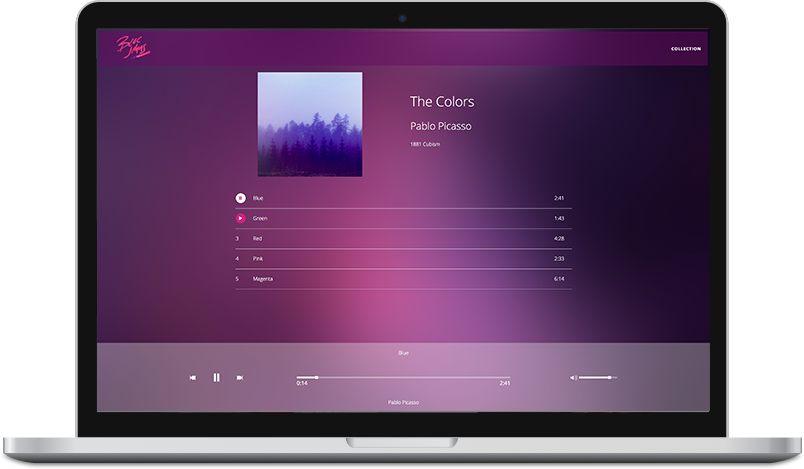 Bloc Jams
COLLECTION
The Colors
Pablo Picasso
1881 Cubism
Blue 2:41
Green 1:43
3 Red 4:28
4 Pink 2:33
5 Magenta 6:14
Blue
0:14 2:41
Pablo Picasso